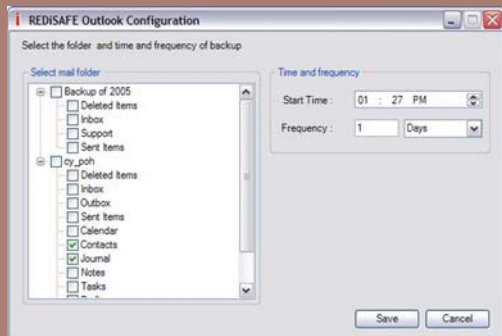 REDiSAFE Outlook Configuration
Select the folder and time and frequency of backup
Select mail folder
Backup of 2005
Deleted Items
Inbox
Support
Sent Items
cy_poh
Deleted Items
Inbox
Outbox
Sent Items
Calendar
Contacts
Journal
Notes
Tasks
Time and frequency
Start Time : 01 : 27 PM
Frequency : 1 Days
Save Cancel